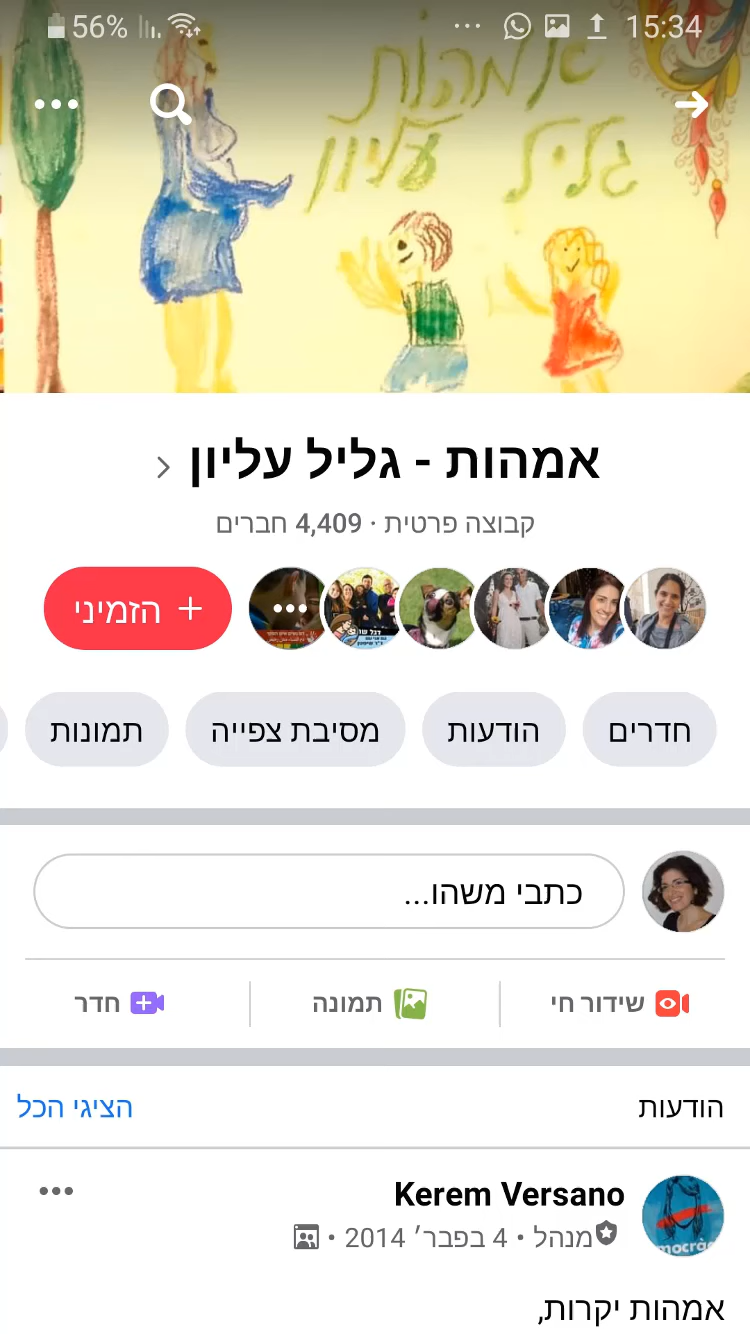 56% 15:34
אמהות
גליל עליון
אמהות - גליל עליון
קבוצה פרטית · 4,409 חברים
+ הזמיני
חדרים הודעות מסיבת צפייה תמונות
כתבי משהו...
שידור חי תמונה חדר
הודעות הציגי הכל
Kerem Versano
מנהל • 4 בפבר׳ 2014 •
אמהות יקרות,